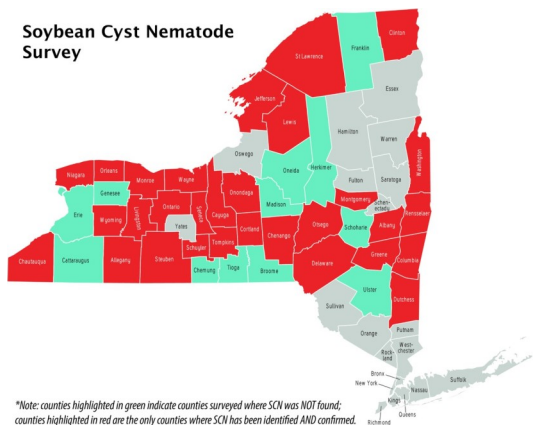 Soybean Cyst Nematode
Survey
Clinton
Franklin
St Lawrence
Essex
Jefferson
Lewis
Hamilton
Warren
Washington
Oswego
Oneida
Herkimer
Fulton
Saratoga
Niagara
Orleans
Monroe
Wayne
Genesee
Onondaga
Madison
Montgomery
Schen-
ectady
Rensselaer
Erie
Wyoming
Livingston
Ontario
Yates
Seneca
Cayuga
Cortland
Chenango
Otsego
Schoharie
Albany
Schuyler
Tompkins
Chautauqua
Cattaraugus
Allegany
Steuben
Chemung
Tioga
Broome
Delaware
Greene
Columbia
Ulster
Dutchess
Sullivan
Orange
Putnam
Rock-
land
West-
chester
Bronx
New York
Nassau
Suffolk
Kings
Queens
Richmond
*Note: counties highlighted in green indicate counties surveyed where SCN was NOT found;
counties highlighted in red are the only counties where SCN has been identified AND confirmed.